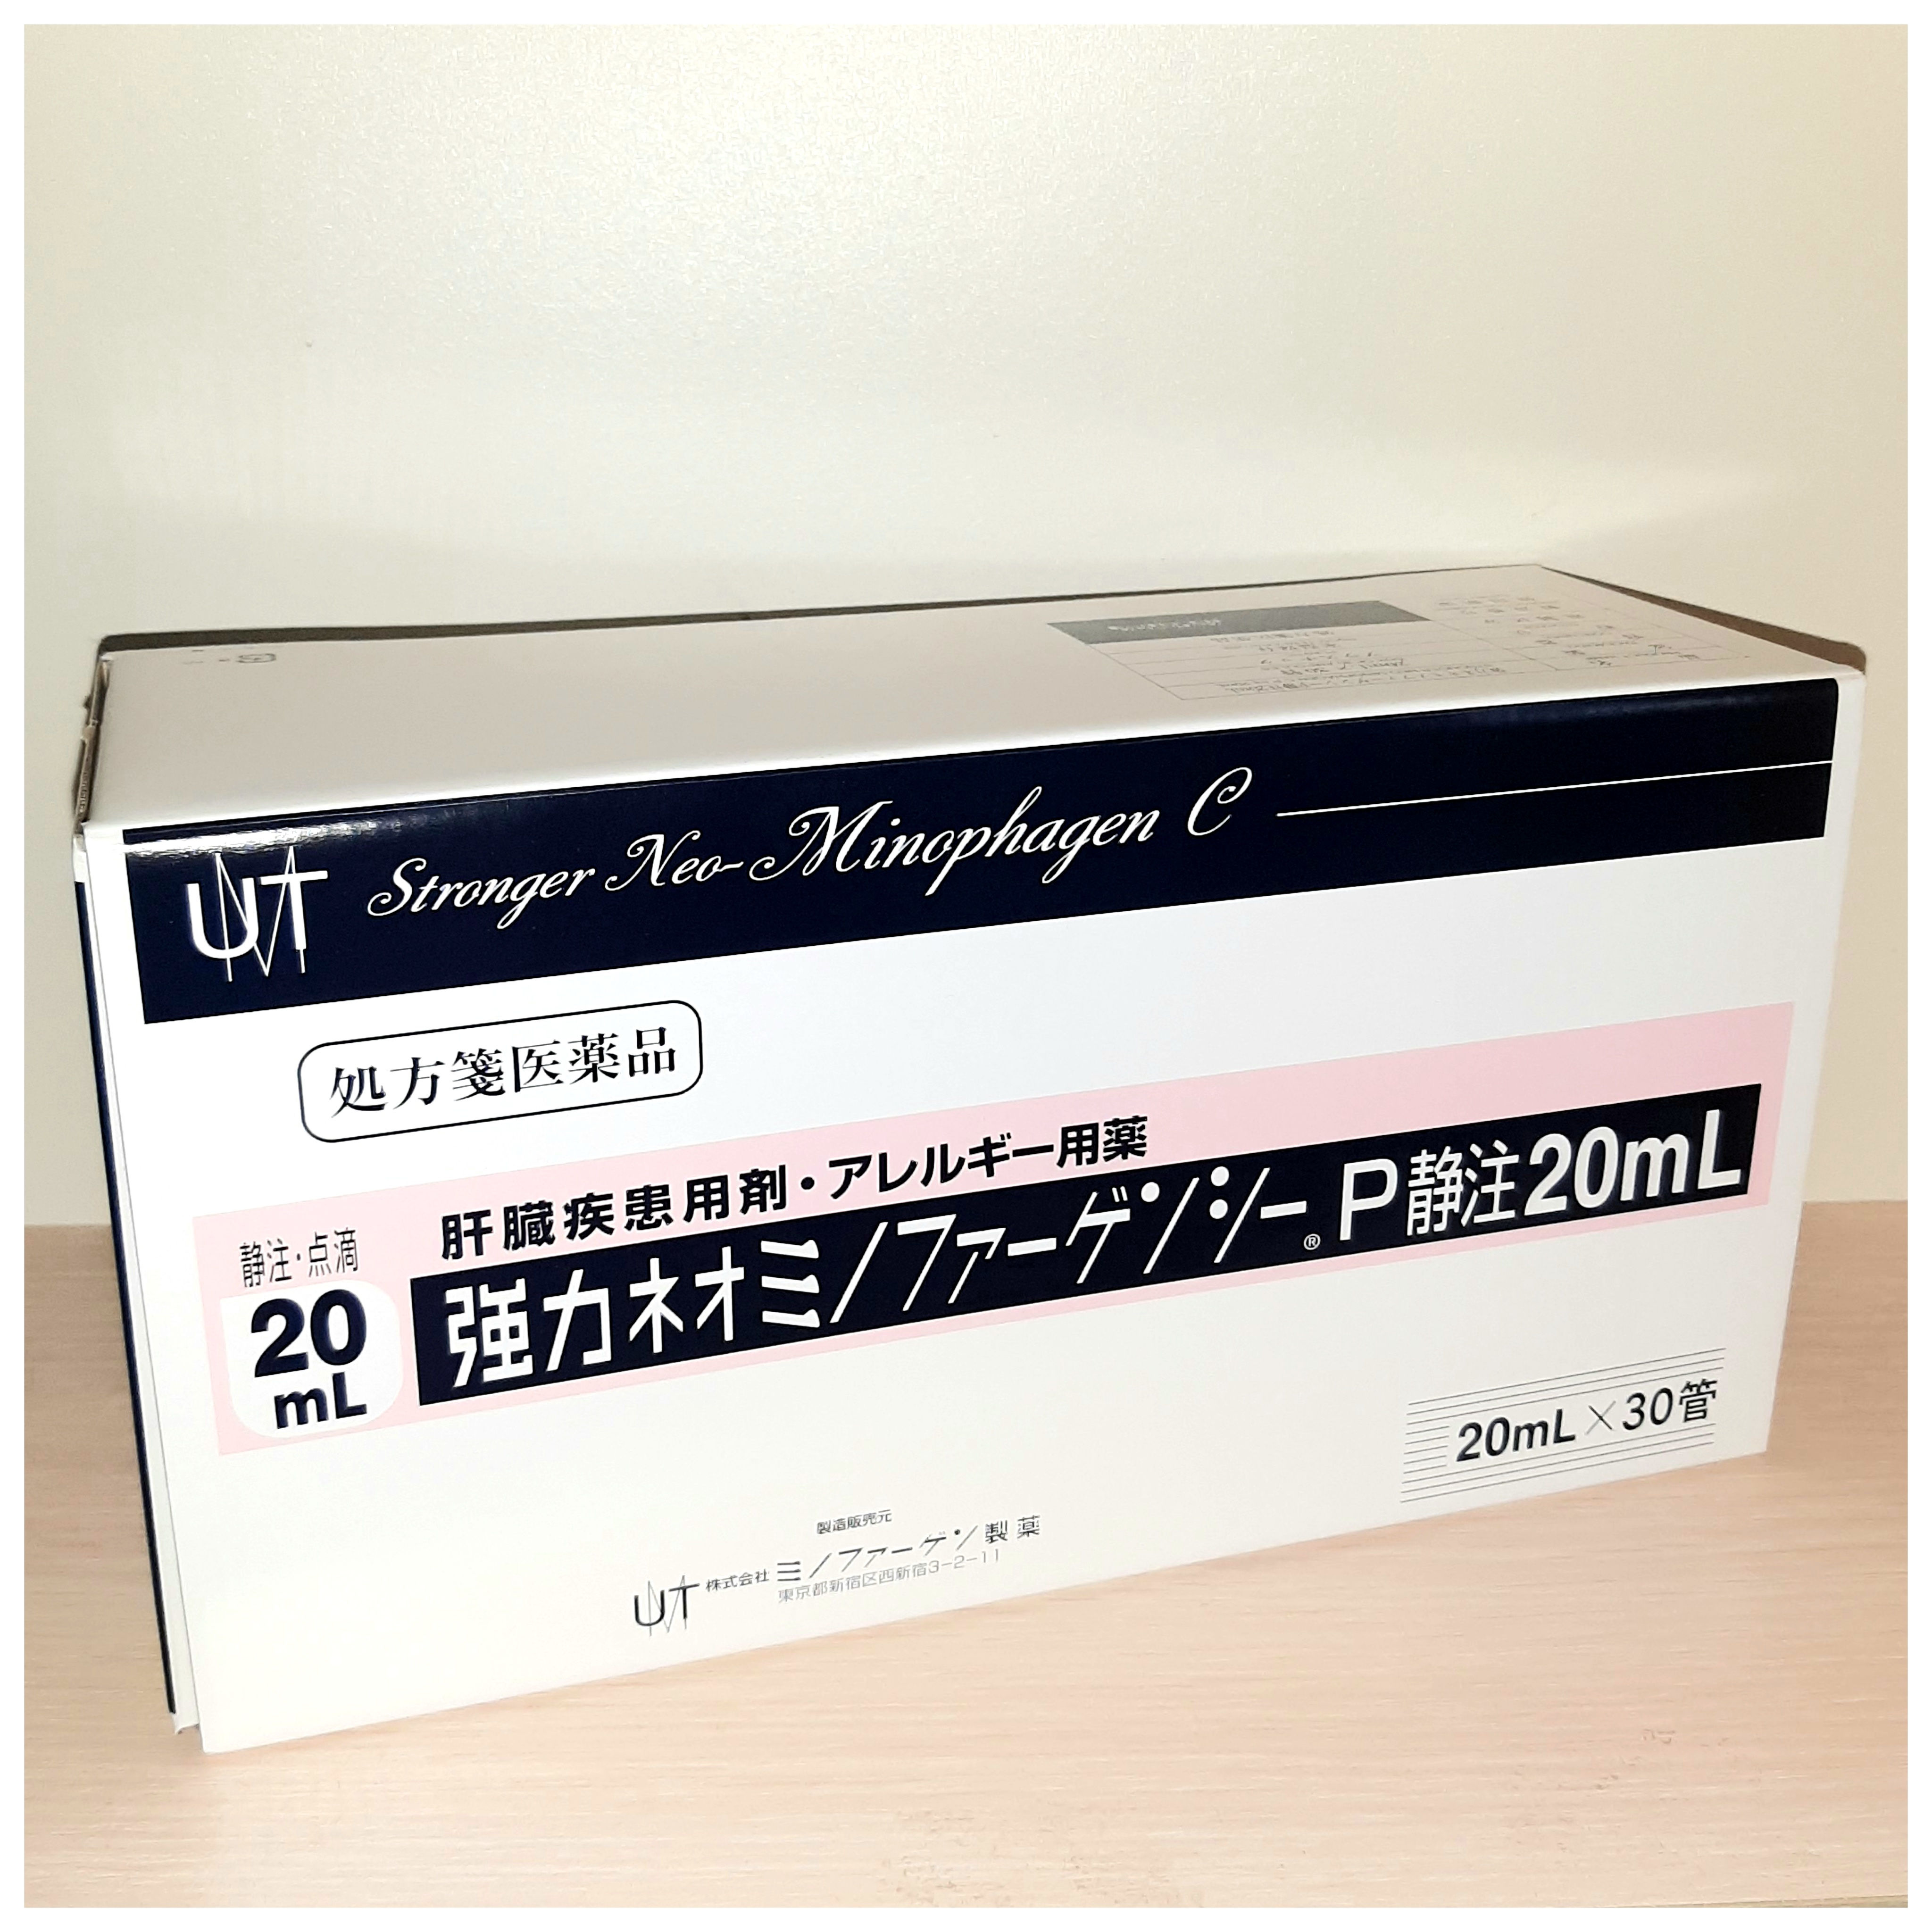 UMT Stronger Neo-Minophagen C
処方箋医薬品
肝臓疾患用剤・アレルギー用薬
静注・点滴
20
mL
強力ネオミノファーゲンシー®P静注20mL
20mL×30管
製造販売元
UMT 株式会社 ミノファーゲン製薬
東京都新宿区西新宿3-2-11